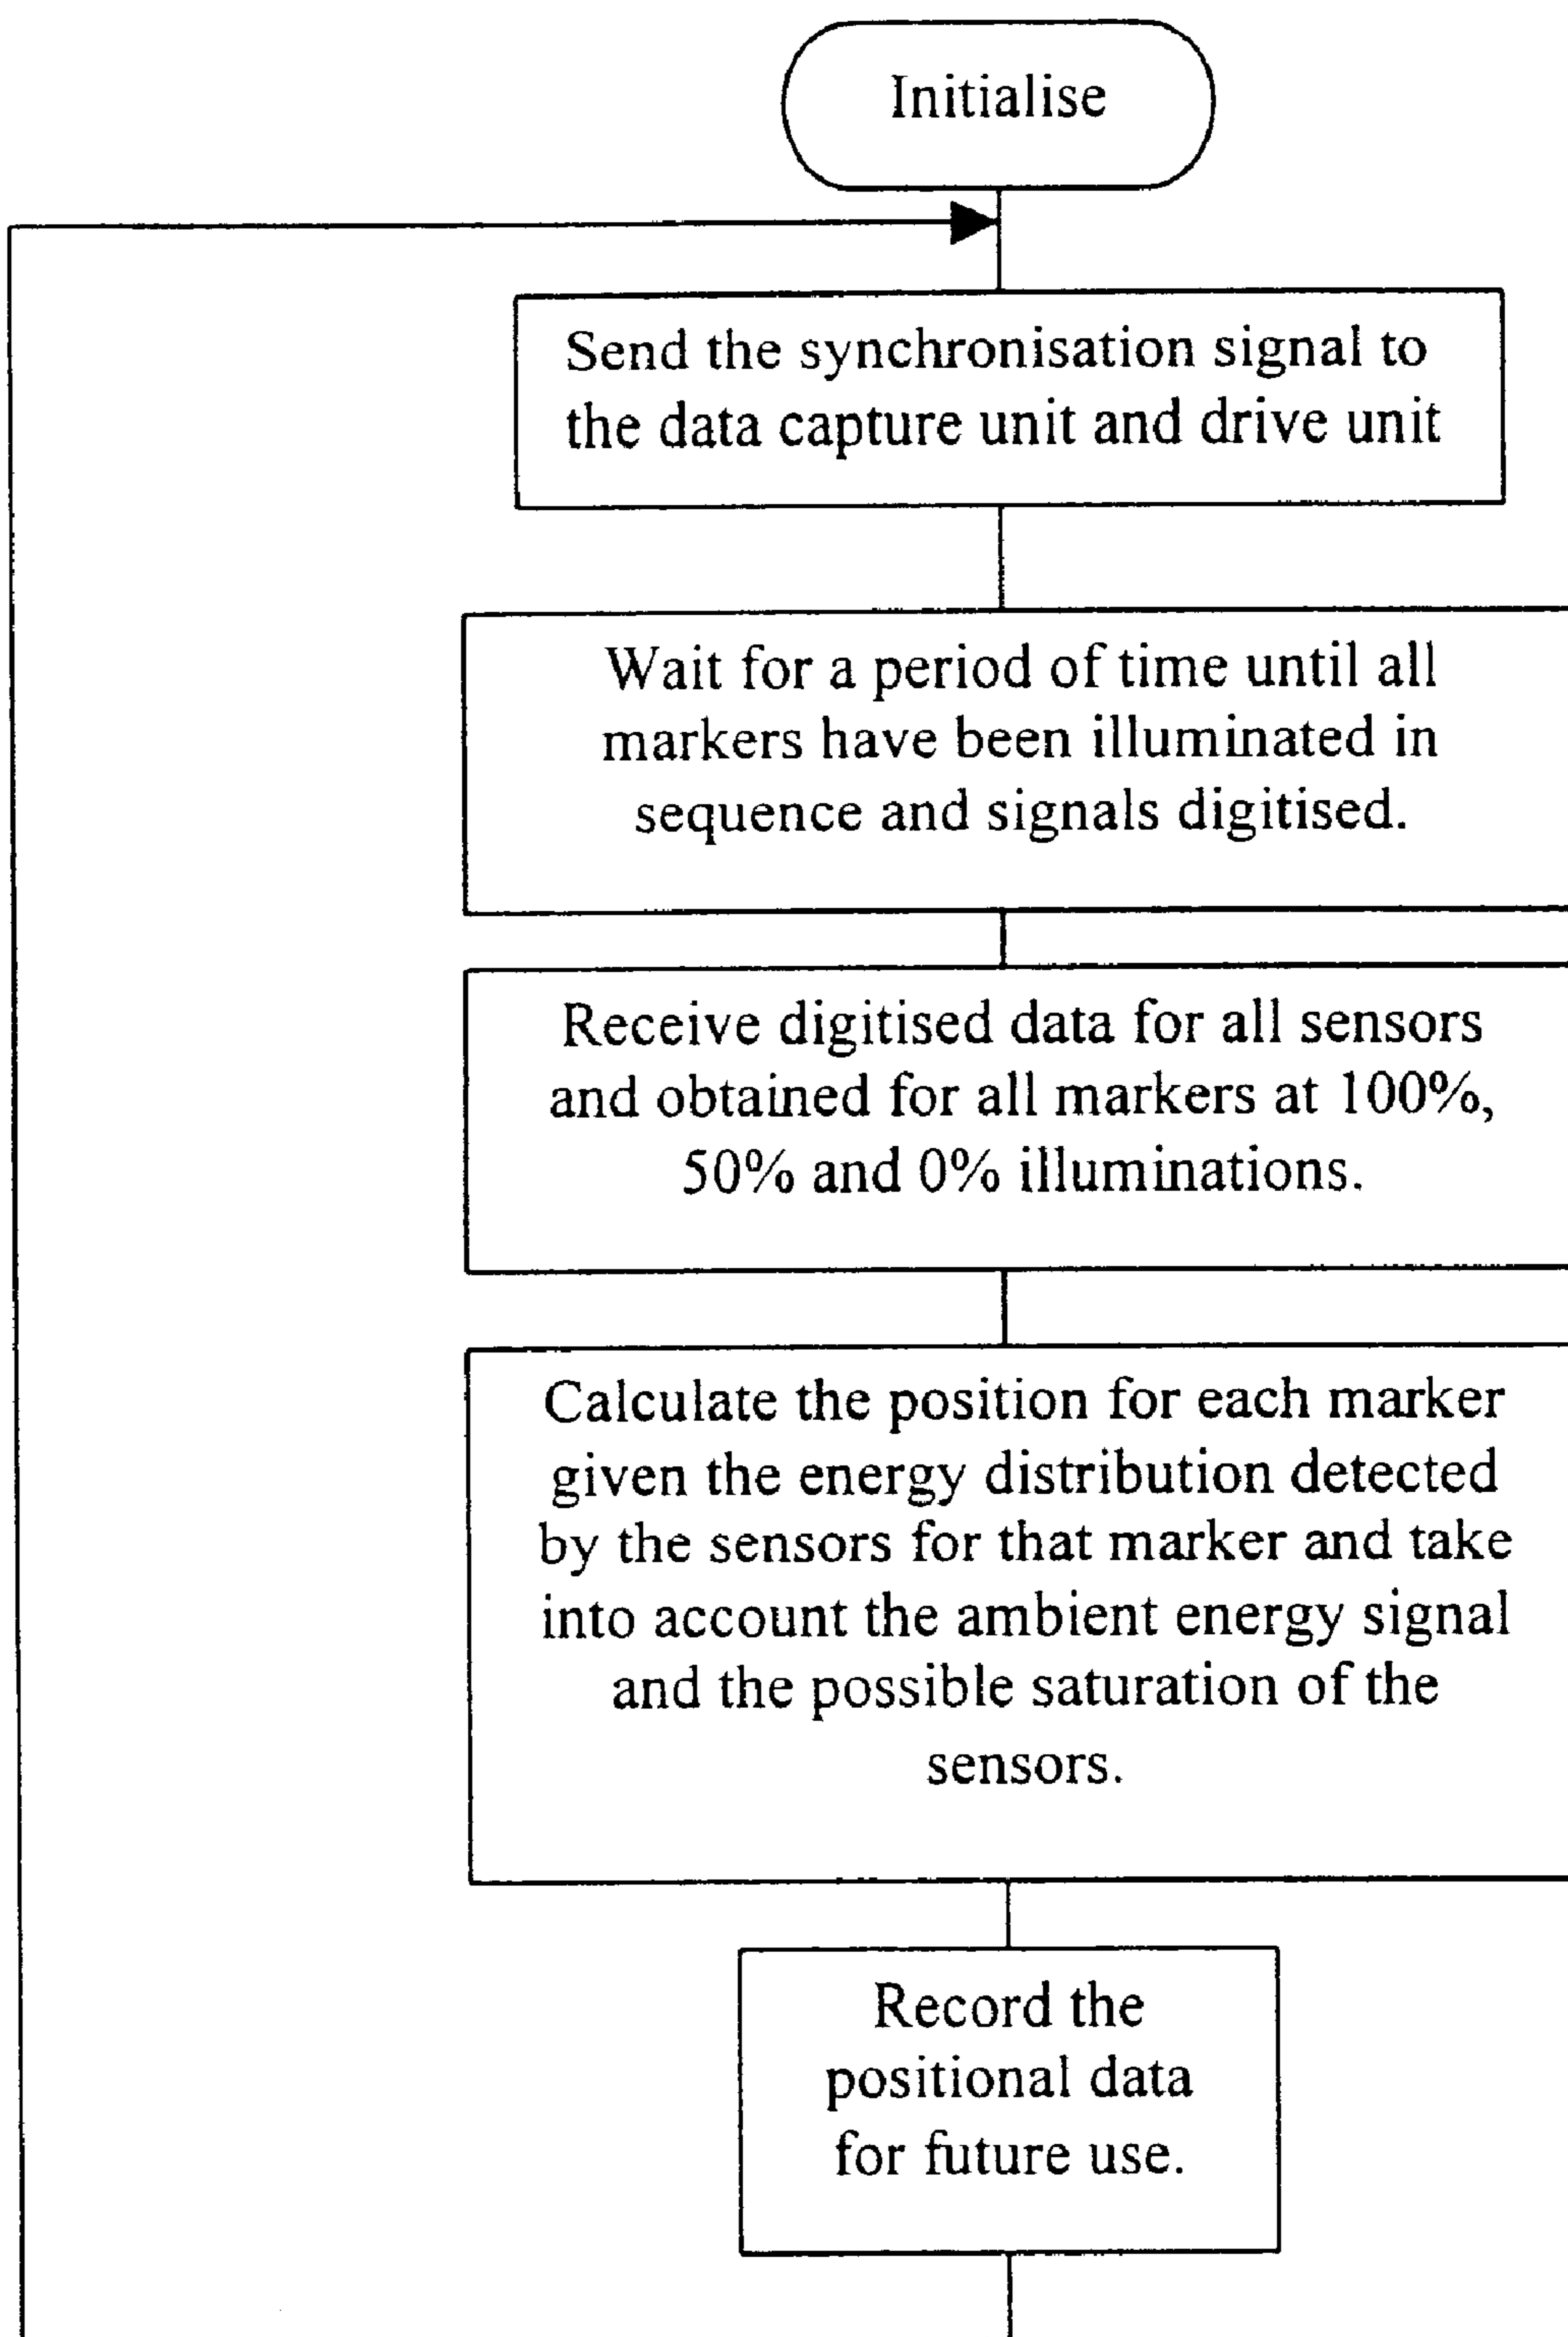 Initialise
Send the synchronisation signal to
the data capture unit and drive unit
Wait for a period of time until all
markers have been illuminated in
sequence and signals digitised.
Receive digitised data for all sensors
and obtained for all markers at 100%,
50% and 0% illuminations.
Calculate the position for each marker
given the energy distribution detected
by the sensors for that marker and take
into account the ambient energy signal
and the possible saturation of the
sensors.
Record the
positional data
for future use.